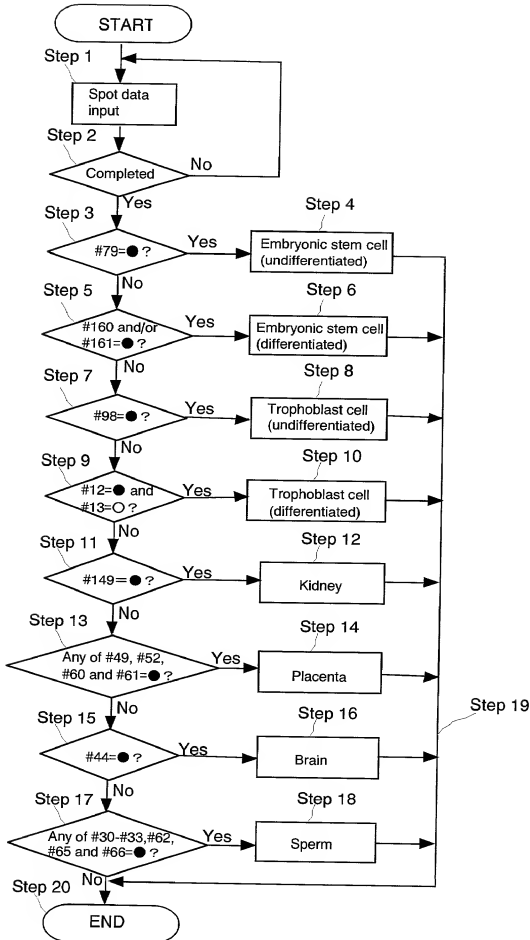 START
Step 1
Spot data
input
Step 2
Completed
No
Yes
Step 3
#79=● ?
Yes
Step 4
Embryonic stem cell
(undifferentiated)
No
Step 5
#160 and/or
#161=● ?
Yes
Step 6
Embryonic stem cell
(differentiated)
No
Step 7
#98=● ?
Yes
Step 8
Trophoblast cell
(undifferentiated)
No
Step 9
#12=● and
#13=○ ?
Yes
Step 10
Trophoblast cell
(differentiated)
No
Step 11
#149=● ?
Yes
Step 12
Kidney
No
Step 13
Any of #49, #52,
#60 and #61=● ?
Yes
Step 14
Placenta
No
Step 15
#44=● ?
Yes
Step 16
Brain
Step 19
No
Step 17
Any of #30-#33,#62,
#65 and #66=● ?
Yes
Step 18
Sperm
No
Step 20
END